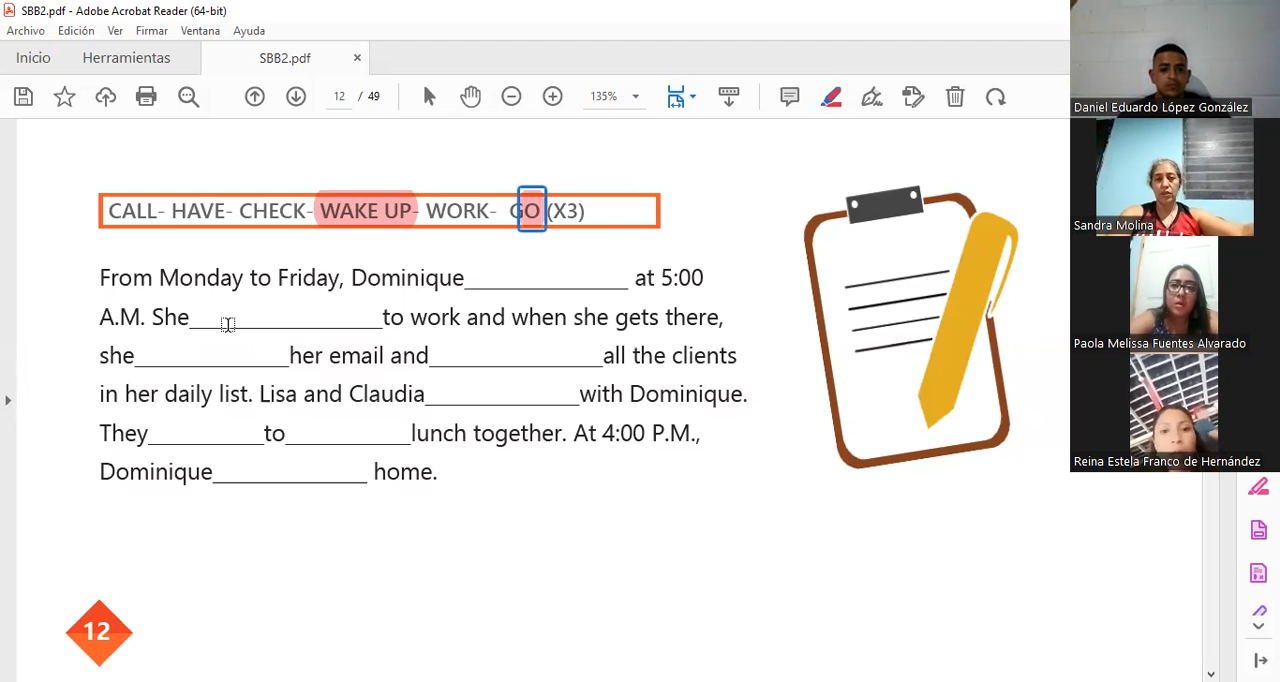 SBB2.pdf - Adobe Acrobat Reader (64-bit)
Archivo Edición Ver Firmar Ventana Ayuda
Inicio Herramientas SBB2.pdf ×
12 / 49 135%
CALL- HAVE- CHECK- WAKE UP- WORK- GO (X3)
From Monday to Friday, Dominique______________ at 5:00
A.M. She________________to work and when she gets there,
she_____________her email and_______________all the clients
in her daily list. Lisa and Claudia_____________with Dominique.
They__________to___________lunch together. At 4:00 P.M.,
Dominique_____________ home.
12
Daniel Eduardo López González
Sandra Molina
Paola Melissa Fuentes Alvarado
Reina Estela Franco de Hernández